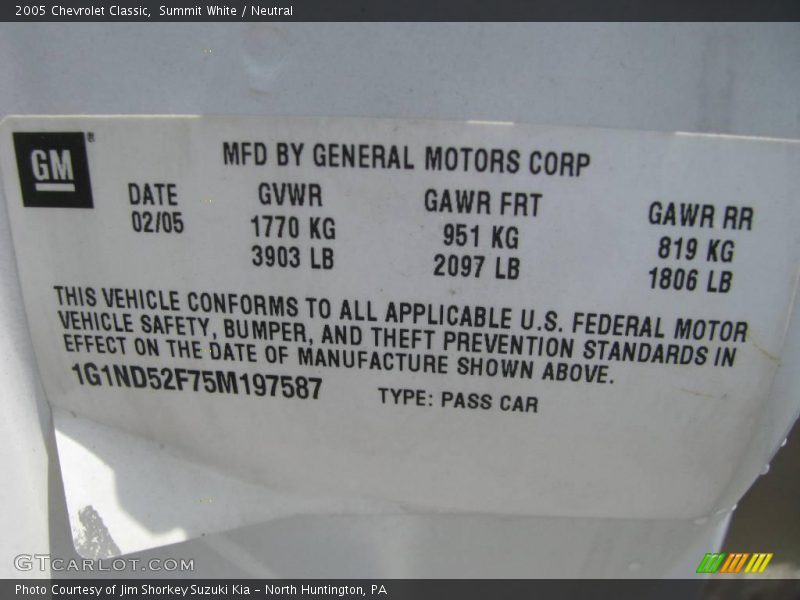 2005 Chevrolet Classic, Summit White / Neutral
GM®
MFD BY GENERAL MOTORS CORP
DATE GVWR GAWR FRT GAWR RR
02/05 1770 KG 951 KG 819 KG
3903 LB 2097 LB 1806 LB
THIS VEHICLE CONFORMS TO ALL APPLICABLE U.S. FEDERAL MOTOR
VEHICLE SAFETY, BUMPER, AND THEFT PREVENTION STANDARDS IN
EFFECT ON THE DATE OF MANUFACTURE SHOWN ABOVE.
1G1ND52F75M197587 TYPE: PASS CAR
GTCARLOT.COM
Photo Courtesy of Jim Shorkey Suzuki Kia - North Huntington, PA